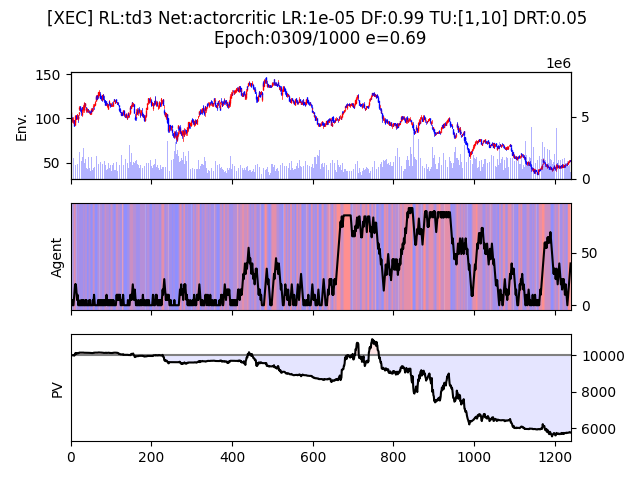 [XEC] RL:td3 Net:actorcritic LR:1e-05 DF:0.99 TU:[1,10] DRT:0.05
Epoch:0309/1000 e=0.69
1e6
150
100
50
Env.
5
0
Agent
50
0
PV
10000
8000
6000
0 200 400 600 800 1000 1200